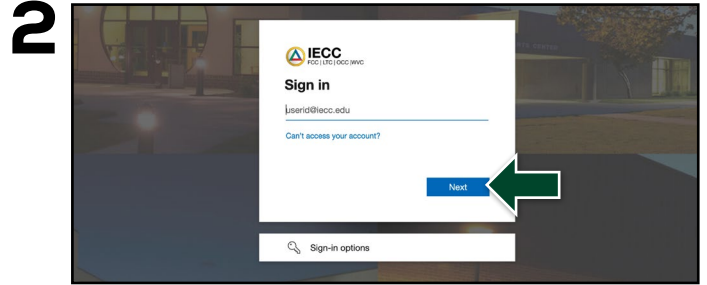 2
IECC
FCC | LTC | OCC | WVC
Sign in
userid@iecc.edu
Can't access your account?
Next
Sign-in options